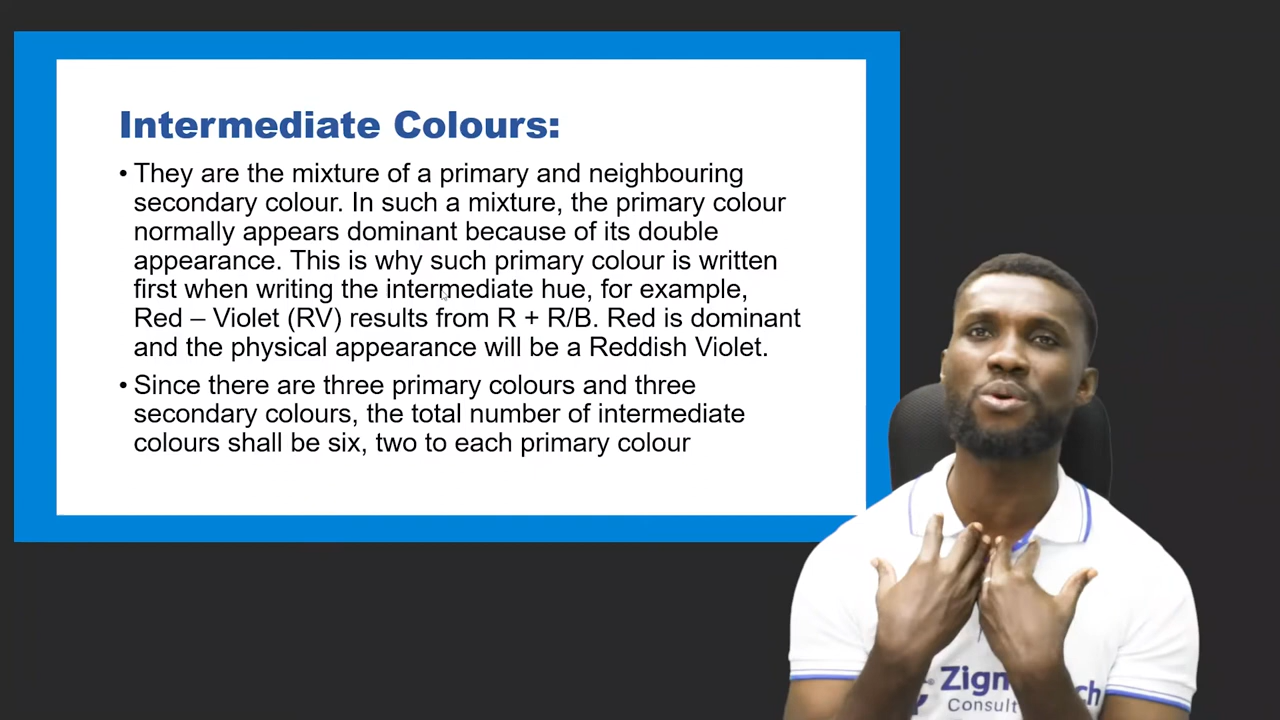 Intermediate Colours:
• They are the mixture of a primary and neighbouring
secondary colour. In such a mixture, the primary colour
normally appears dominant because of its double
appearance. This is why such primary colour is written
first when writing the intermediate hue, for example,
Red – Violet (RV) results from R + R/B. Red is dominant
and the physical appearance will be a Reddish Violet.
• Since there are three primary colours and three
secondary colours, the total number of intermediate
colours shall be six, two to each primary colour